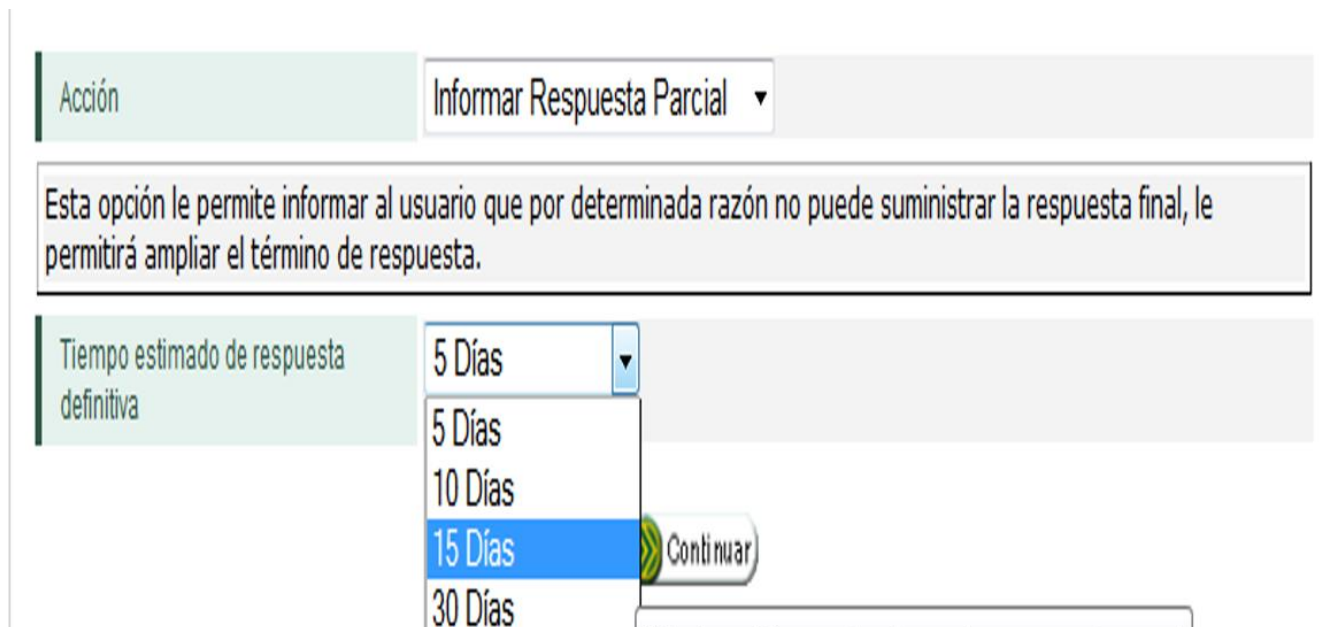 Acción
Informar Respuesta Parcial
Esta opción le permite informar al usuario que por determinada razón no puede suministrar la respuesta final, le
permitirá ampliar el término de respuesta.
Tiempo estimado de respuesta
definitiva
5 Días
5 Días
10 Días
15 Días
30 Días
Continuar